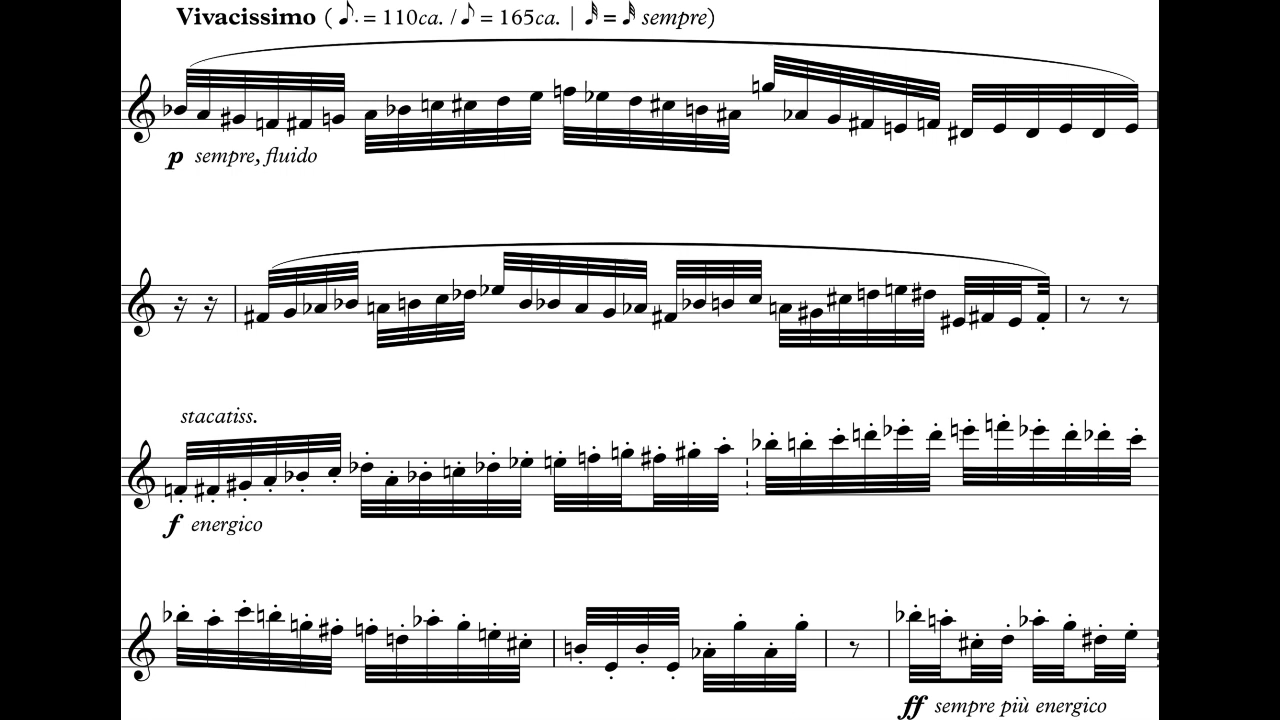 Vivacissimo ( 𝅘𝅥𝅮. = 110ca. / 𝅘𝅥𝅮 = 165ca. | 𝅘𝅥𝅰 = 𝅘𝅥𝅰 sempre)
p sempre, fluido
stacatiss.
f energico
ff sempre più energico